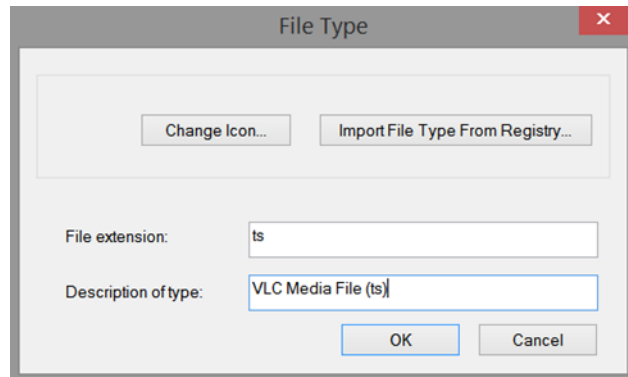 File Type
Change Icon...
Import File Type From Registry...
File extension:
ts
Description of type:
VLC Media File (ts)
OK
Cancel